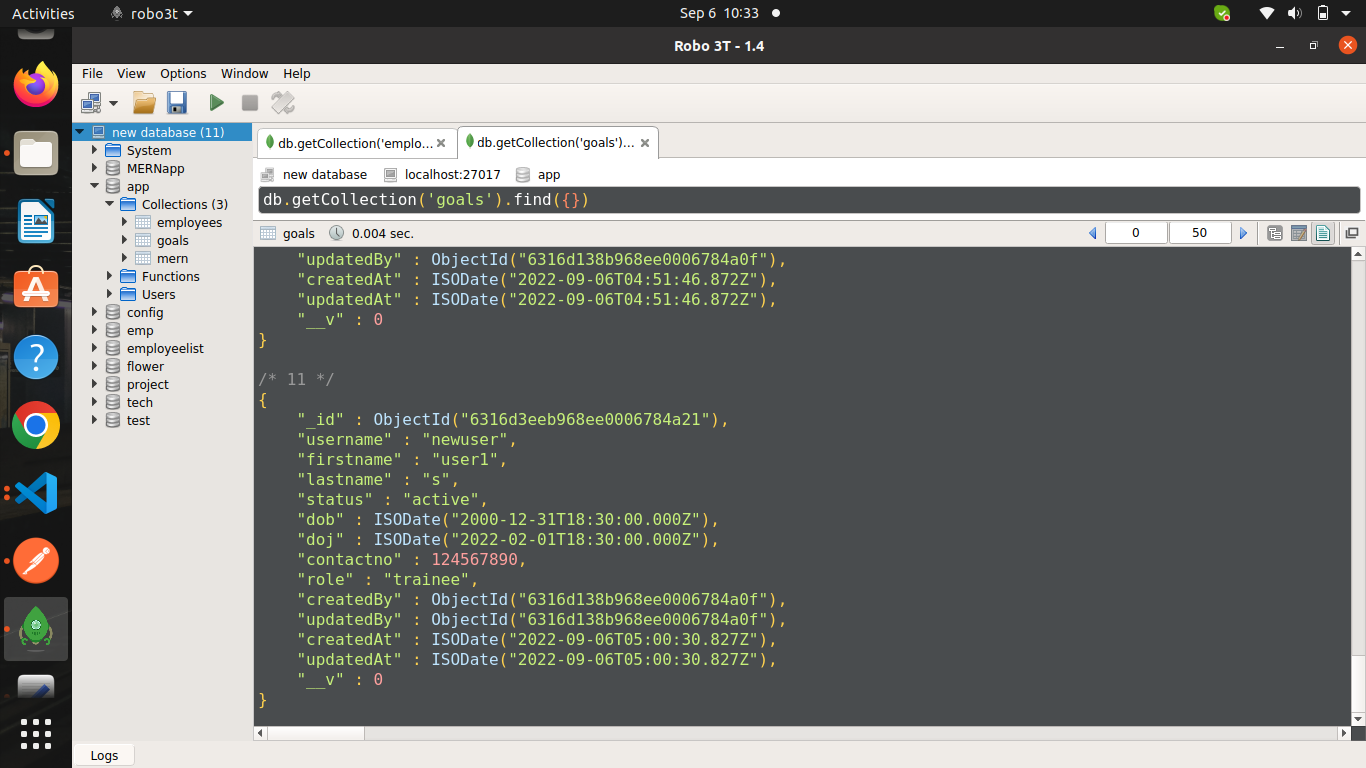 Activities
robo3t
Sep 6 10:33
Robo 3T - 1.4
File View Options Window Help
new database (11)
System
MERNapp
app
Collections (3)
employees
goals
mern
Functions
Users
config
emp
employeelist
flower
project
tech
test
db.getCollection('emplo...
db.getCollection('goals')...
new database localhost:27017 app
db.getCollection('goals').find({})
goals 0.004 sec.
0 50
"updatedBy" : ObjectId("6316d138b968ee0006784a0f"),
"createdAt" : ISODate("2022-09-06T04:51:46.872Z"),
"updatedAt" : ISODate("2022-09-06T04:51:46.872Z"),
"__v" : 0
}
/* 11 */
{
"_id" : ObjectId("6316d3eeb968ee0006784a21"),
"username" : "newuser",
"firstname" : "user1",
"lastname" : "s",
"status" : "active",
"dob" : ISODate("2000-12-31T18:30:00.000Z"),
"doj" : ISODate("2022-02-01T18:30:00.000Z"),
"contactno" : 124567890,
"role" : "trainee",
"createdBy" : ObjectId("6316d138b968ee0006784a0f"),
"updatedBy" : ObjectId("6316d138b968ee0006784a0f"),
"createdAt" : ISODate("2022-09-06T05:00:30.827Z"),
"updatedAt" : ISODate("2022-09-06T05:00:30.827Z"),
"__v" : 0
}
Logs